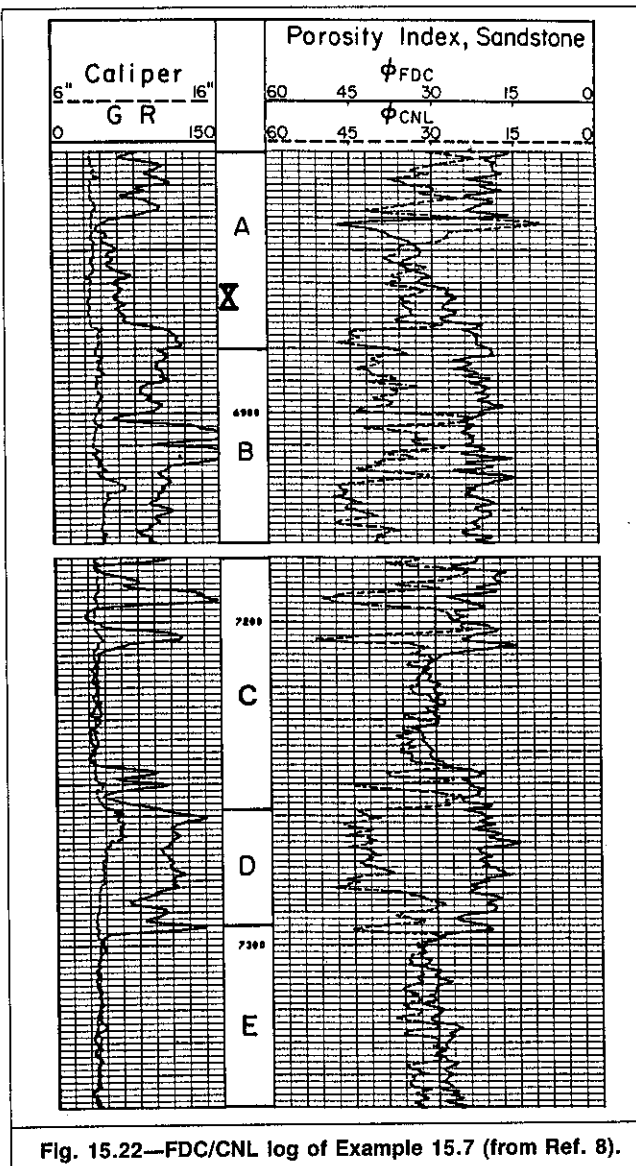 Porosity Index, Sandstone
Caliper
6" 16"
G R
0 150
ϕFDC
60 45 30 15 0
ϕCNL
60 45 30 15 0
A
X
6900
B
7200
C
D
7300
E
Fig. 15.22—FDC/CNL log of Example 15.7 (from Ref. 8).